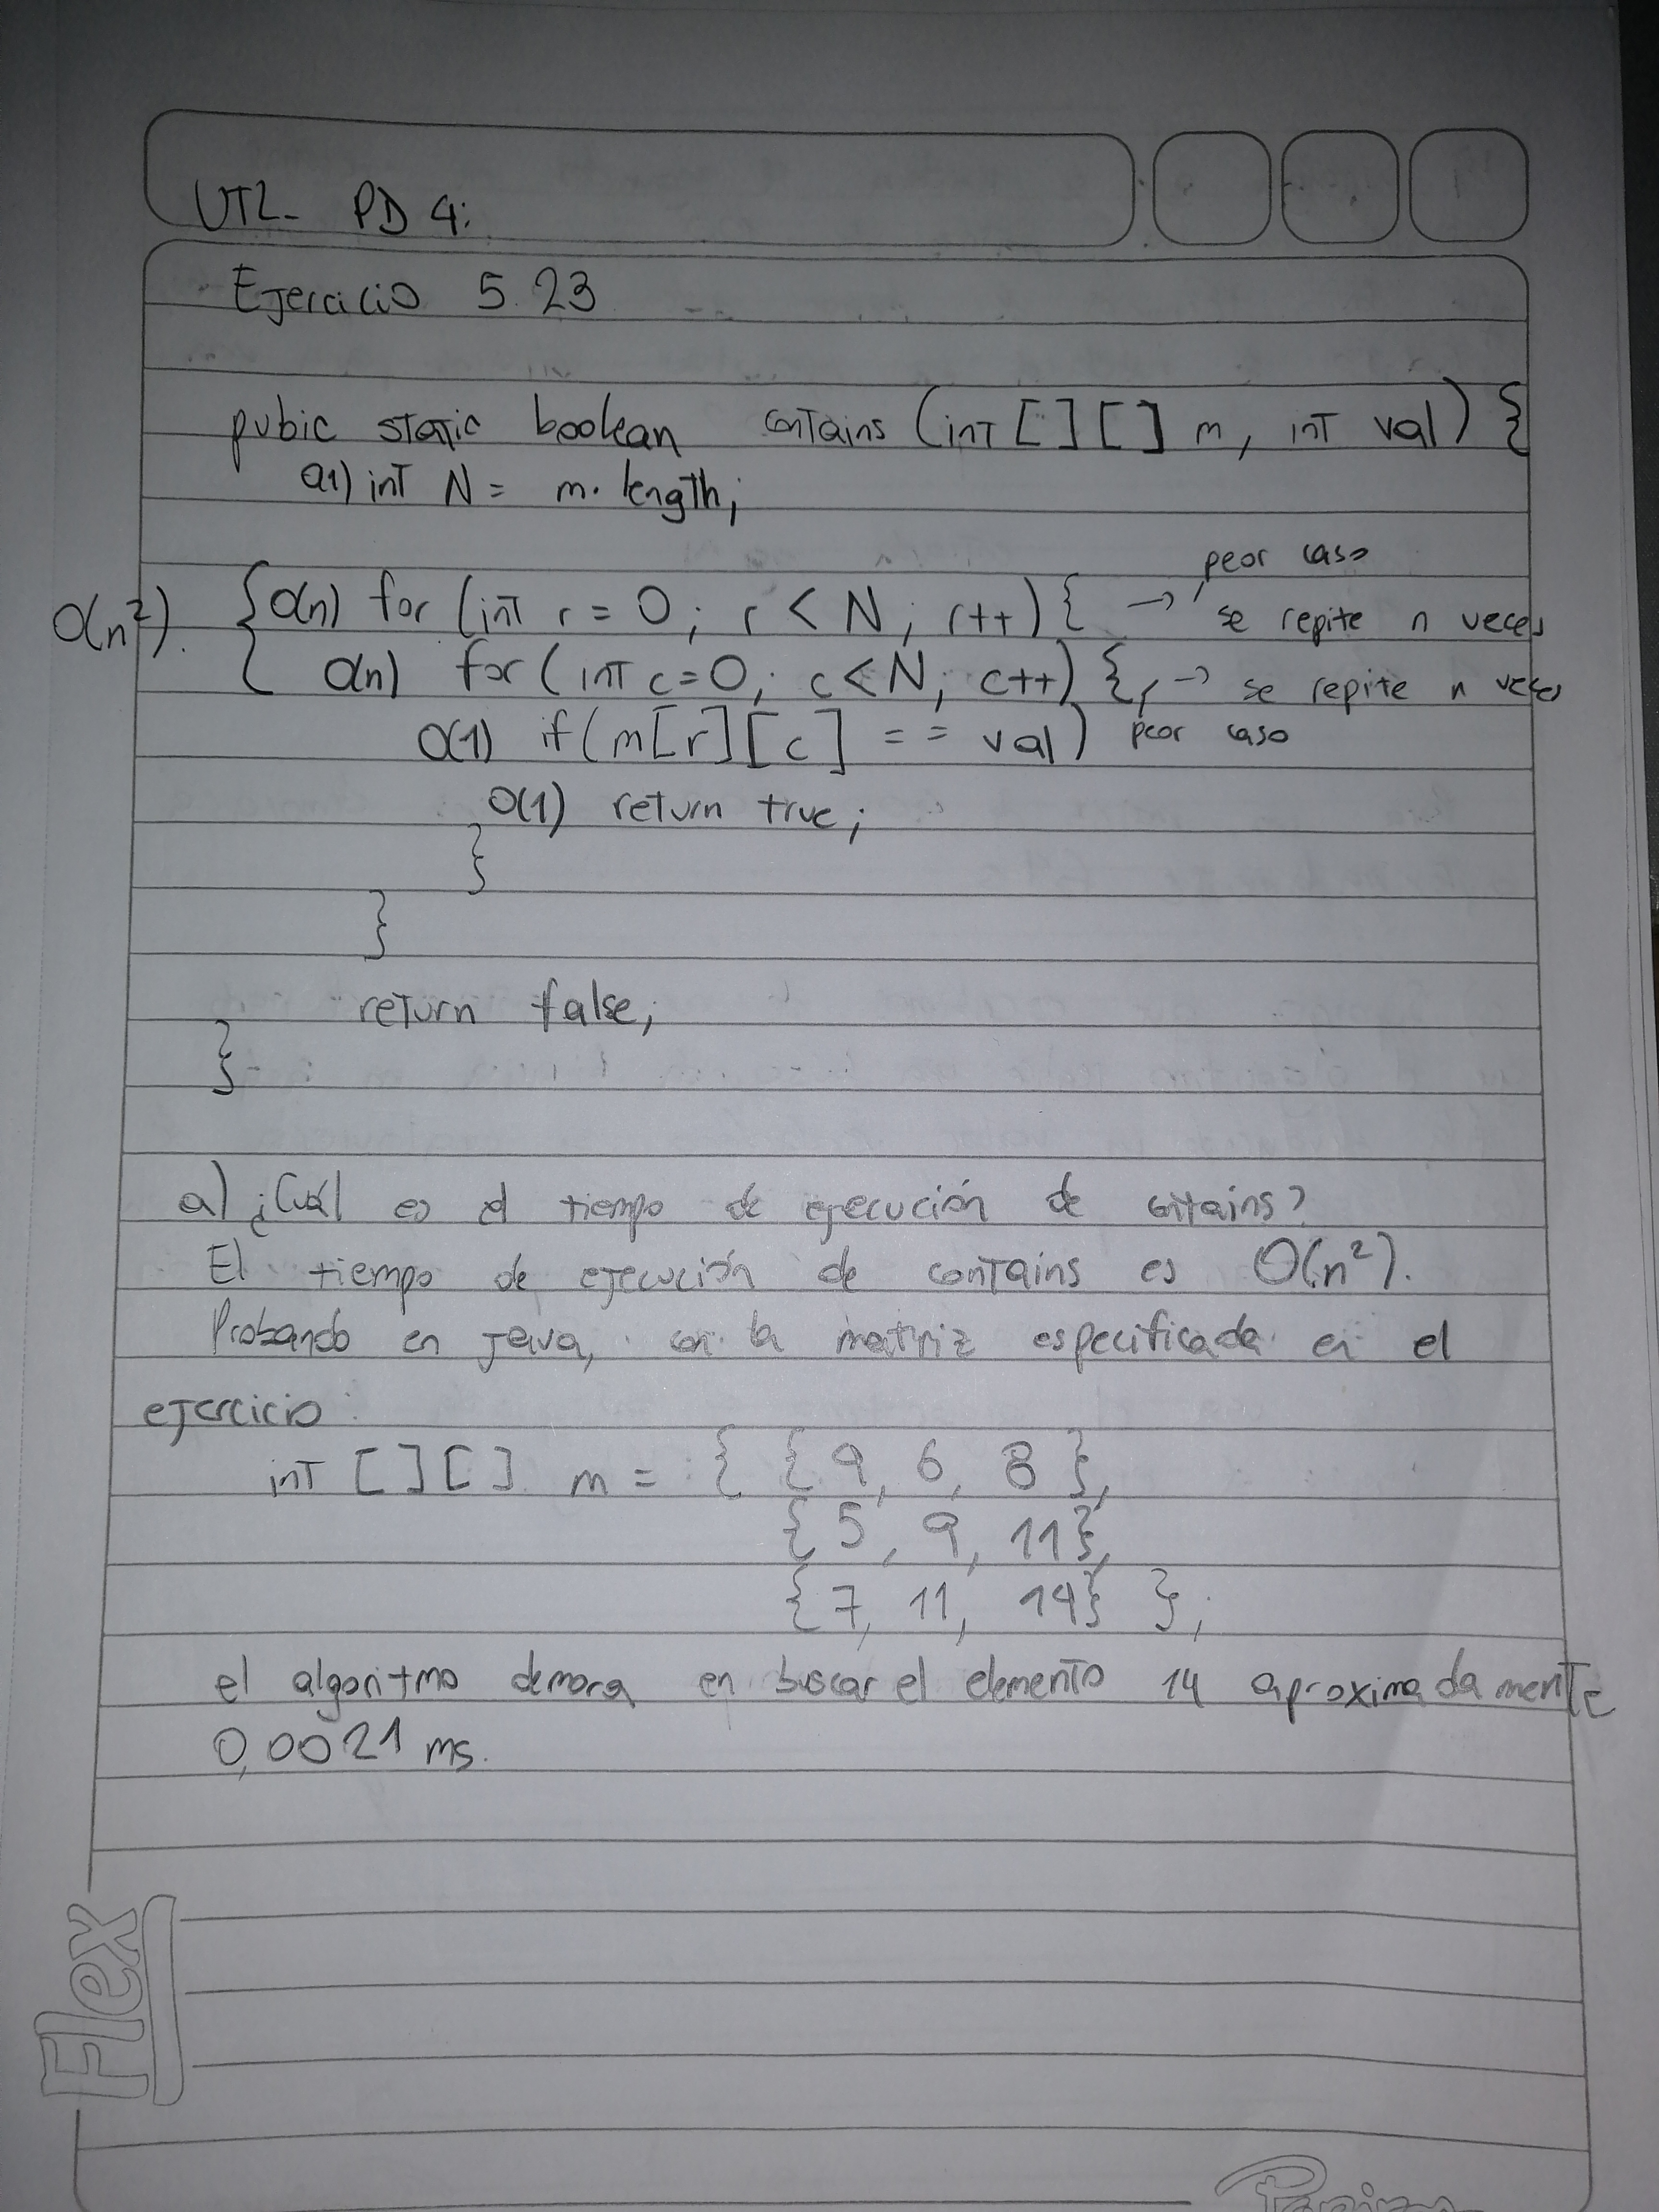 UT2- PD 4:
Ejercicio 5.23
pubic static boolean contains (int [][] m, int val) {
O(1) int N = m.length;
peor caso
O(n²). { O(n) for (int r = 0; r < N; r++) { → se repite n veces
O(n) for (int c=0; c<N; c++) { → se repite n veces
O(1) if (m[r][c] == val) peor caso
O(1) return true;
}
}
return false;
}
a) ¿Cuál es el tiempo de ejecución de contains?
El tiempo de ejecución de contains es O(n²).
Probando en java, con la matriz especificada en el
ejercicio:
int [][] m = { {9, 6, 8},
{5, 9, 11},
{7, 11, 14} };
el algoritmo demora en buscar el elemento 14 aproximadamente
0,0021 ms.
Flex